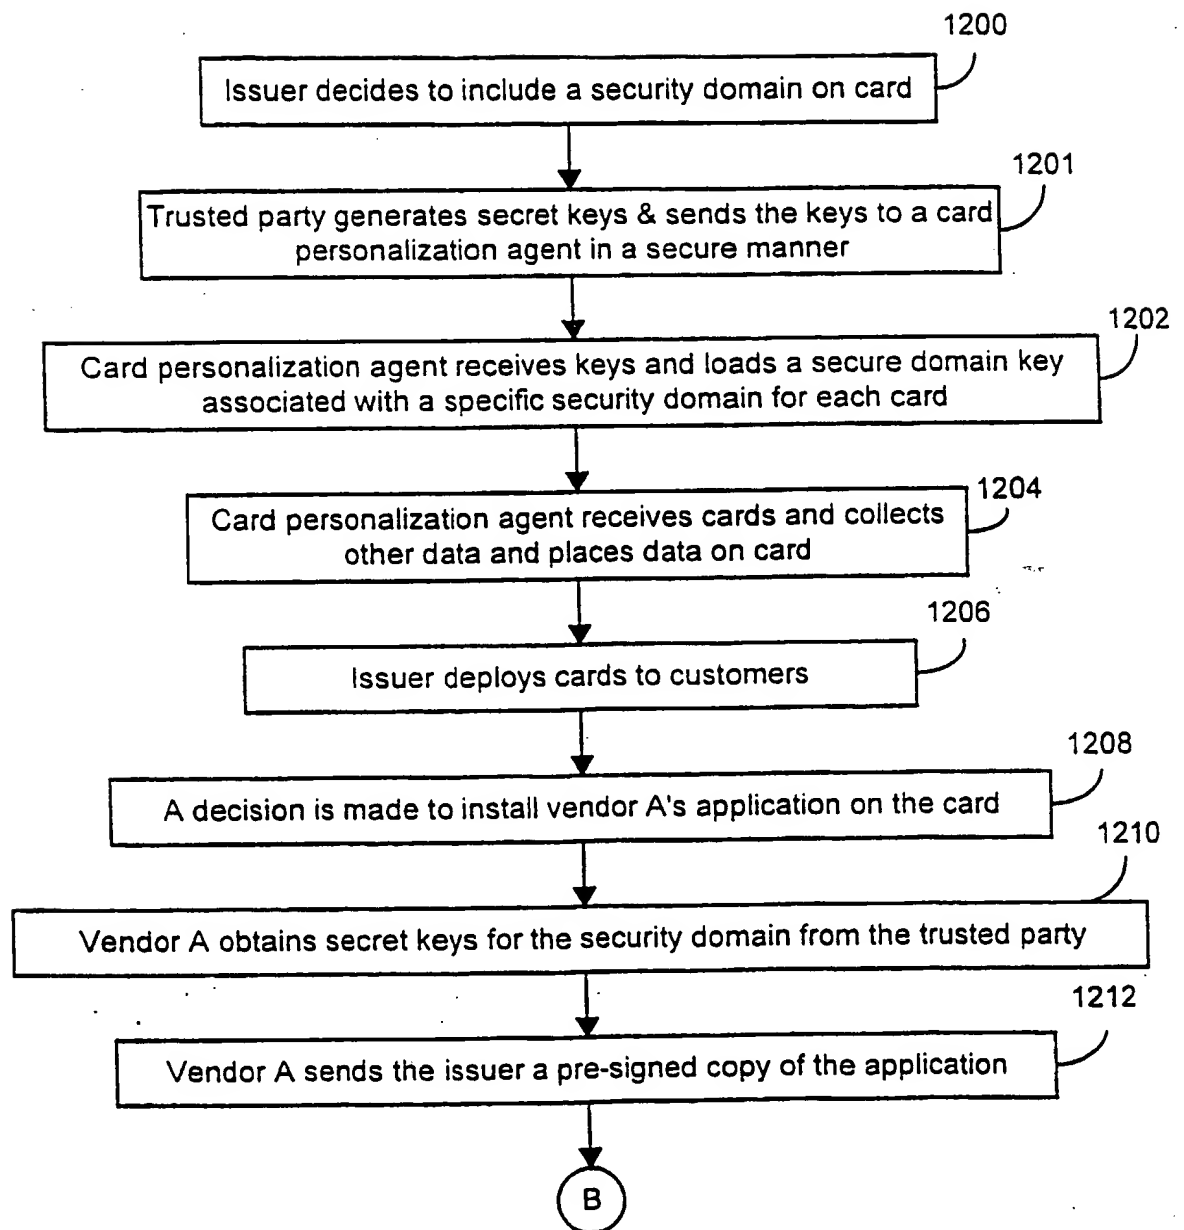 1200
Issuer decides to include a security domain on card
1201
Trusted party generates secret keys & sends the keys to a card
personalization agent in a secure manner
1202
Card personalization agent receives keys and loads a secure domain key
associated with a specific security domain for each card
1204
Card personalization agent receives cards and collects
other data and places data on card
1206
Issuer deploys cards to customers
1208
A decision is made to install vendor A's application on the card
1210
Vendor A obtains secret keys for the security domain from the trusted party
1212
Vendor A sends the issuer a pre-signed copy of the application
B